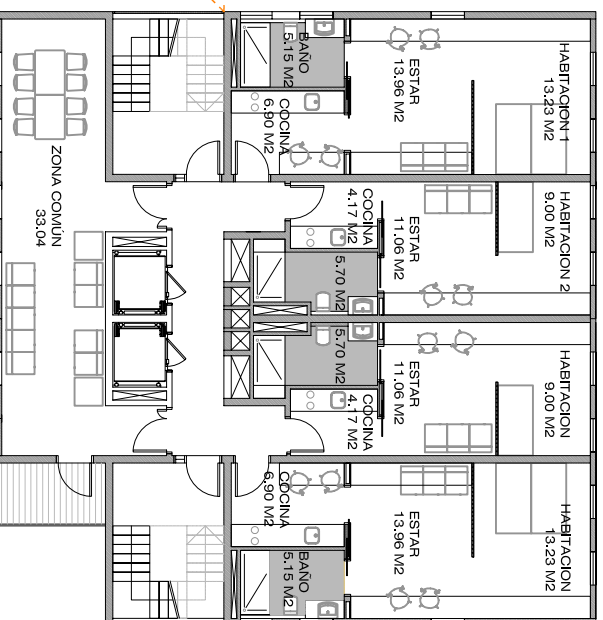 BAÑO
5.15 M2
COCINA
6.90 M2
ESTAR
13.96 M2
HABITACION 1
13.23 M2
ZONA COMÚN
33.04
COCINA
4.17 M2
ESTAR
11.06 M2
HABITACION 2
9.00 M2
5.70 M2
5.70 M2
COCINA
4.17 M2
ESTAR
11.06 M2
HABITACION
9.00 M2
COCINA
6.90 M2
ESTAR
13.96 M2
HABITACION
13.23 M2
BAÑO
5.15 M2